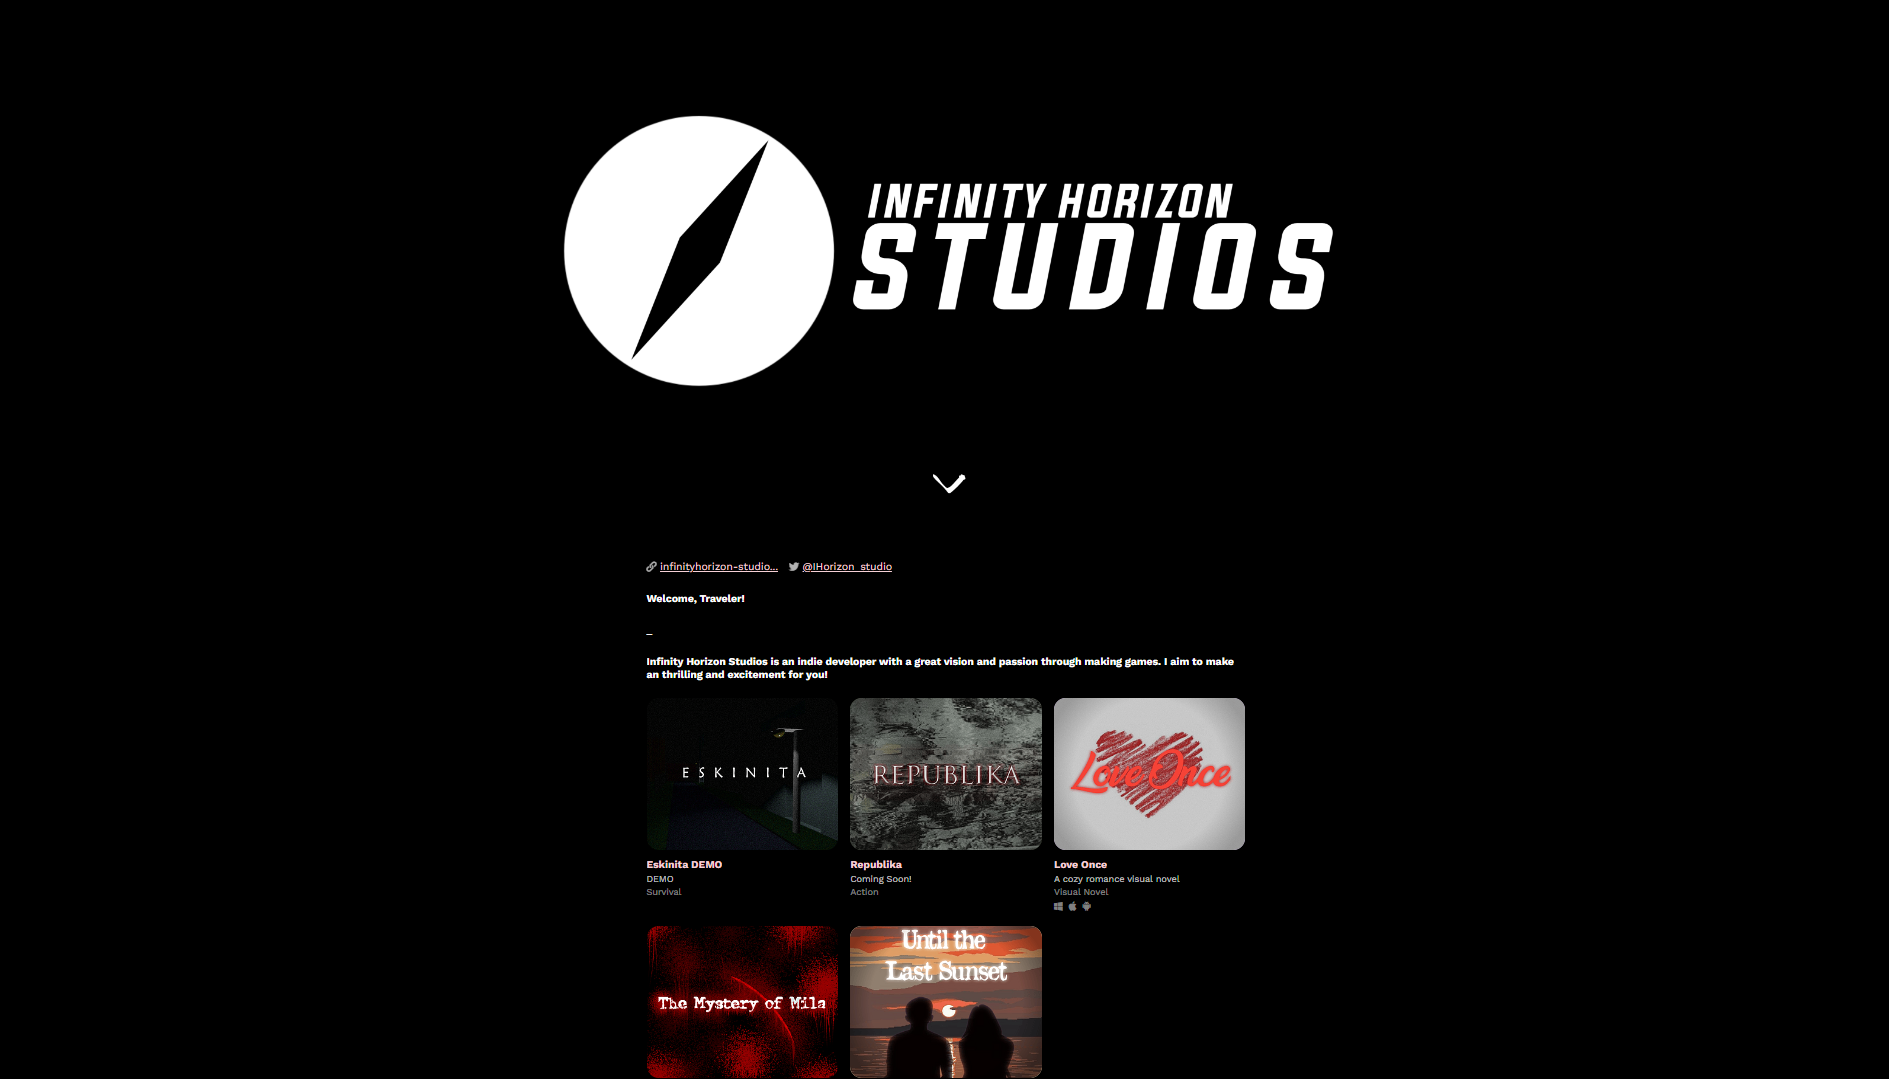 INFINITY HORIZON
STUDIOS
infinityhorizon-studio... @IHorizon_studio
Welcome, Traveler!
_
Infinity Horizon Studios is an indie developer with a great vision and passion through making games. I aim to make
an thrilling and excitement for you!
ESKINITA
REPUBLIKA
Love Once
Eskinita DEMO
DEMO
Survival
Republika
Coming Soon!
Action
Love Once
A cozy romance visual novel
Visual Novel
The Mystery of Mila
Until the
Last Sunset